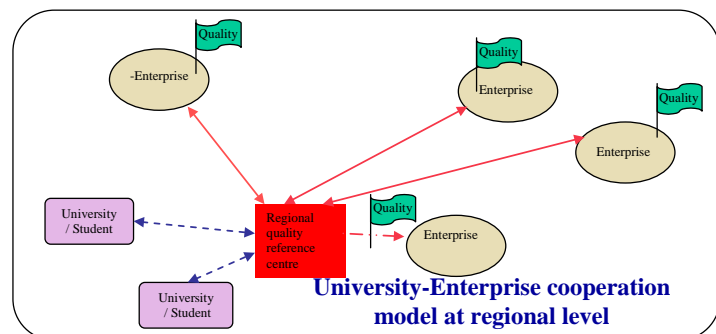 Quality
-Enterprise
Quality
Enterprise
Quality
Enterprise
University
/ Student
Regional
quality
reference
centre
Quality
Enterprise
University
/ Student
University-Enterprise cooperation
model at regional level